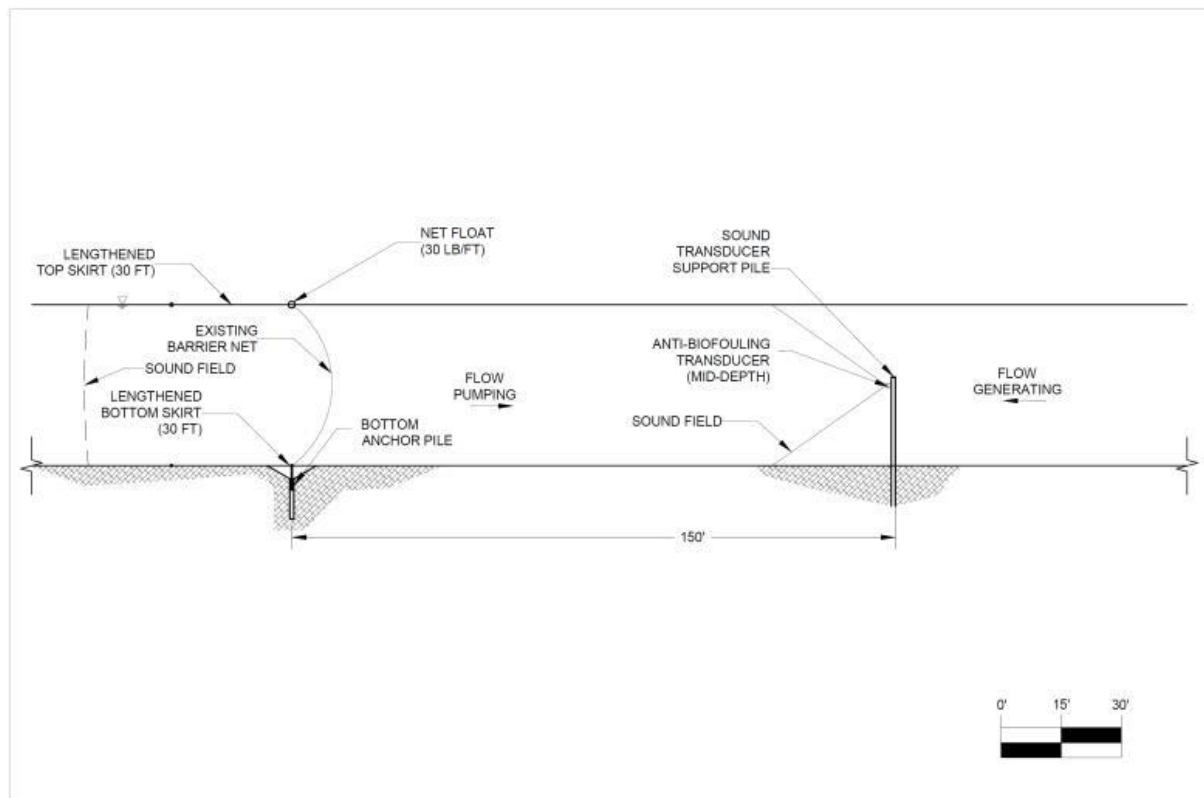 NET FLOAT
(30 LB/FT)
SOUND
TRANSDUCER
SUPPORT PILE
LENGTHENED
TOP SKIRT (30 FT)
EXISTING
BARRIER NET
SOUND FIELD
LENGTHENED
BOTTOM SKIRT
(30 FT)
FLOW
PUMPING
BOTTOM
ANCHOR PILE
ANTI-BIOFOULING
TRANSDUCER
(MID-DEPTH)
SOUND FIELD
FLOW
GENERATING
150'
0' 15' 30'